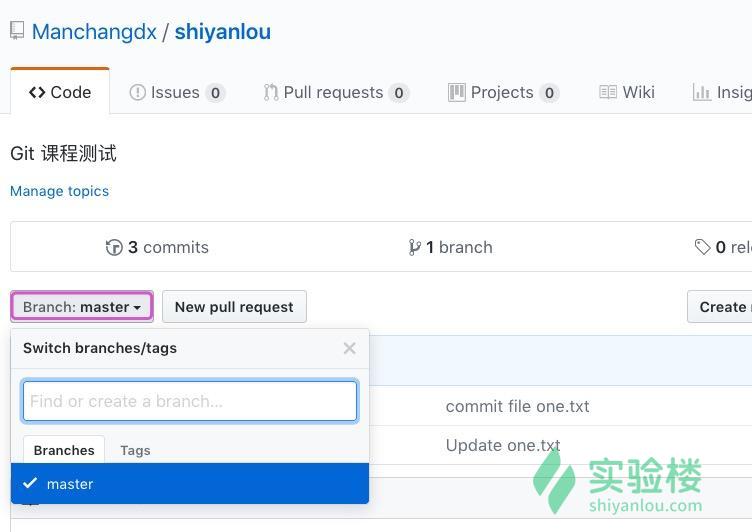 Manchangdx / shiyanlou
Code Issues 0 Pull requests 0 Projects 0 Wiki
Git 课程测试
Manage topics
3 commits 1 branch 0
Branch: master New pull request Create
Switch branches/tags
Find or create a branch...
commit file one.txt
Branches Tags
Update one.txt
master
实验楼
shiyanlou.com